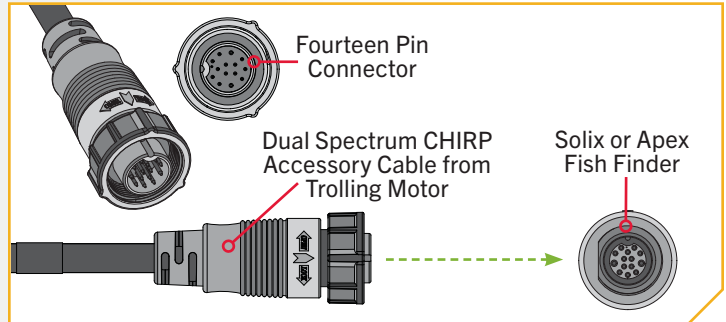 Fourteen Pin
Connector
Dual Spectrum CHIRP
Accessory Cable from
Trolling Motor
Solix or Apex
Fish Finder